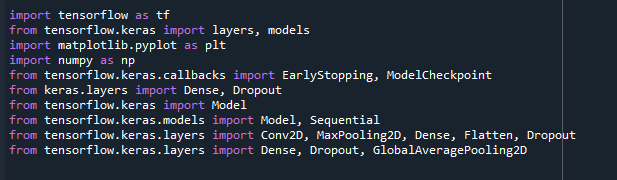 import tensorflow as tf
from tensorflow.keras import layers, models
import matplotlib.pyplot as plt
import numpy as np
from tensorflow.keras.callbacks import EarlyStopping, ModelCheckpoint
from keras.layers import Dense, Dropout
from tensorflow.keras import Model
from tensorflow.keras.models import Model, Sequential
from tensorflow.keras.layers import Conv2D, MaxPooling2D, Dense, Flatten, Dropout
from tensorflow.keras.layers import Dense, Dropout, GlobalAveragePooling2D